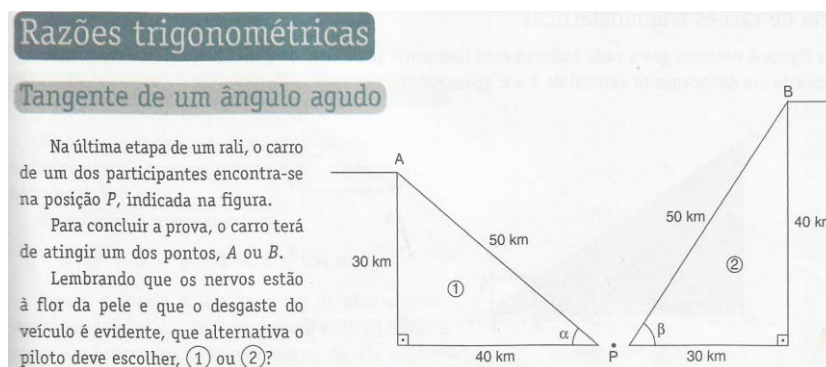 Razões trigonométricas
Tangente de um ângulo agudo
Na última etapa de um rali, o carro
de um dos participantes encontra-se
na posição P, indicada na figura.
Para concluir a prova, o carro terá
de atingir um dos pontos, A ou B.
Lembrando que os nervos estão
à flor da pele e que o desgaste do
veículo é evidente, que alternativa o
piloto deve escolher, ① ou ②?
A
50 km
30 km
①
α
40 km
P
B
50 km
40 km
②
β
30 km